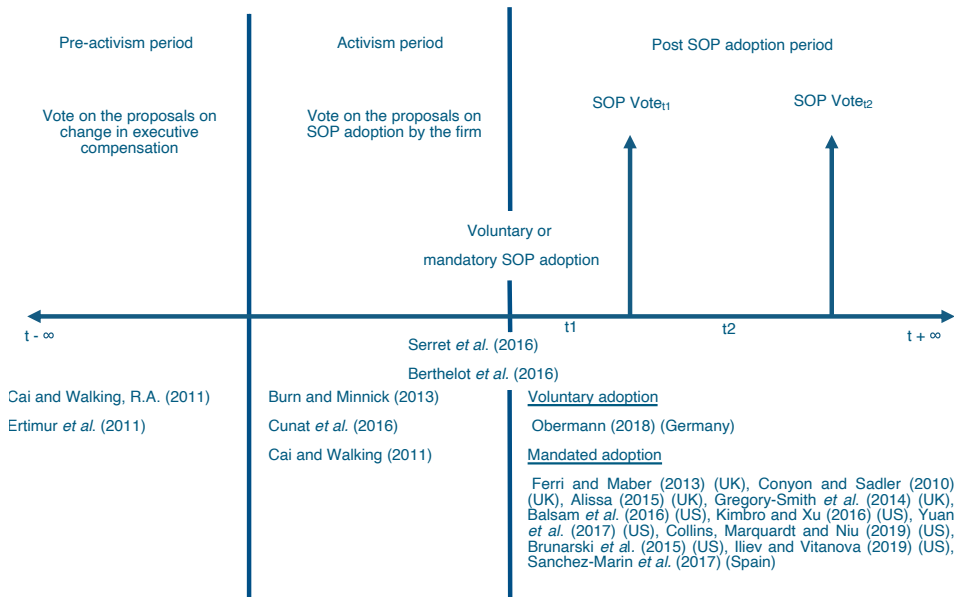 Pre-activism period
Activism period
Post SOP adoption period
Vote on the proposals on
change in executive
compensation
Vote on the proposals on
SOP adoption by the firm
SOP Votet1
SOP Votet2
Voluntary or
mandatory SOP adoption
t - ∞
t1
t2
t + ∞
Serret et al. (2016)
Berthelot et al. (2016)
Cai and Walking, R.A. (2011)
Ertimur et al. (2011)
Burn and Minnick (2013)
Cunat et al. (2016)
Cai and Walking (2011)
Voluntary adoption
Obermann (2018) (Germany)
Mandated adoption
Ferri and Maber (2013) (UK), Conyon and Sadler (2010)
(UK), Alissa (2015) (UK), Gregory-Smith et al. (2014) (UK),
Balsam et al. (2016) (US), Kimbro and Xu (2016) (US), Yuan
et al. (2017) (US), Collins, Marquardt and Niu (2019) (US),
Brunarski et al. (2015) (US), Iliev and Vitanova (2019) (US),
Sanchez-Marin et al. (2017) (Spain)